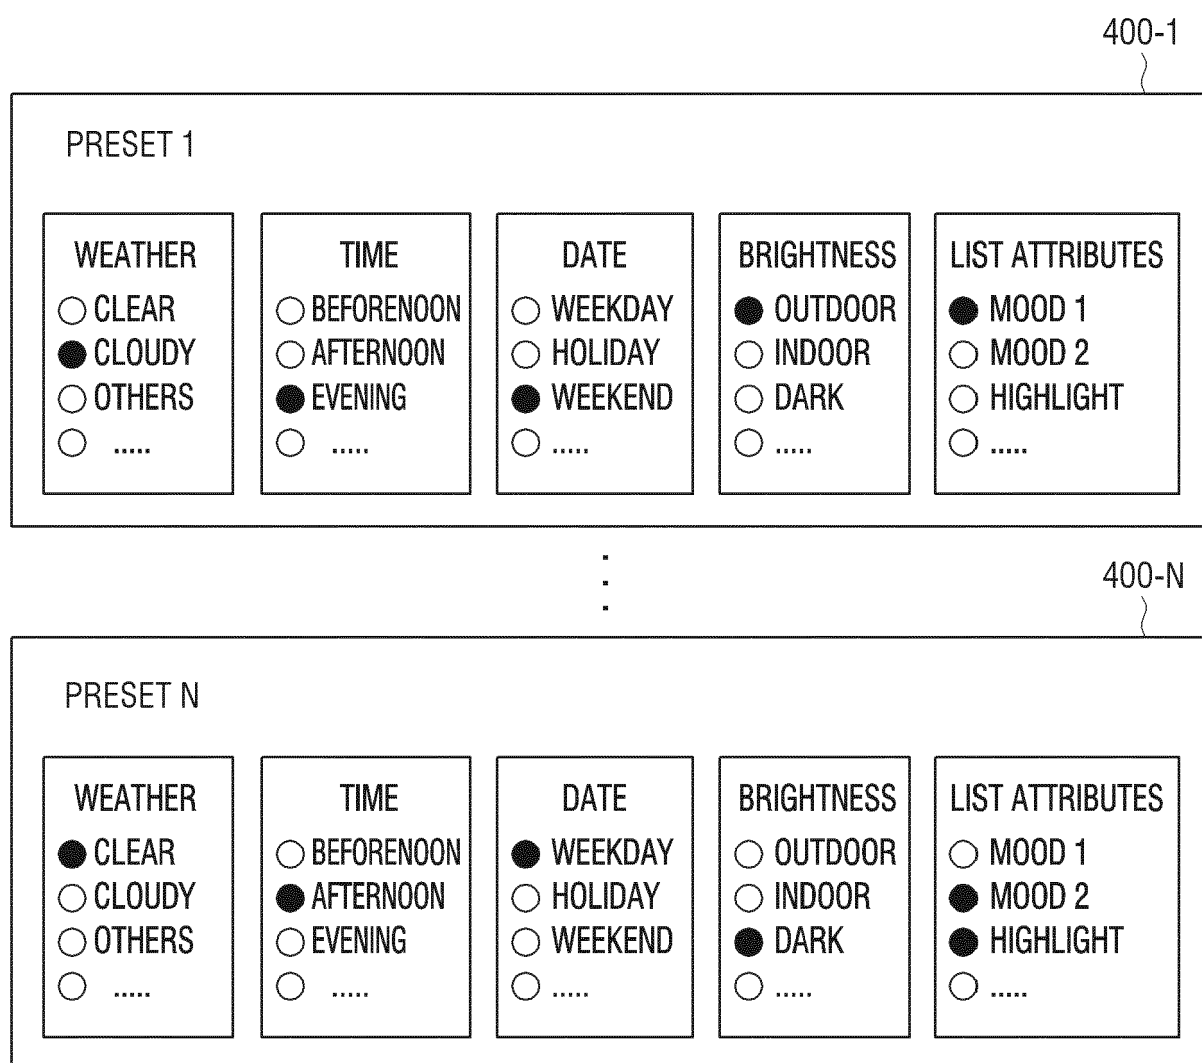 400-1
PRESET 1
WEATHER
CLEAR
CLOUDY
OTHERS
.....
TIME
BEFORENOON
AFTERNOON
EVENING
.....
DATE
WEEKDAY
HOLIDAY
WEEKEND
.....
BRIGHTNESS
OUTDOOR
INDOOR
DARK
.....
LIST ATTRIBUTES
MOOD 1
MOOD 2
HIGHLIGHT
.....
400-N
PRESET N
WEATHER
CLEAR
CLOUDY
OTHERS
.....
TIME
BEFORENOON
AFTERNOON
EVENING
.....
DATE
WEEKDAY
HOLIDAY
WEEKEND
.....
BRIGHTNESS
OUTDOOR
INDOOR
DARK
.....
LIST ATTRIBUTES
MOOD 1
MOOD 2
HIGHLIGHT
.....